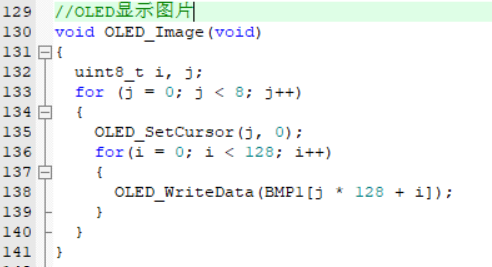 129 //OLED显示图片
130 void OLED_Image(void)
131 {
132 uint8_t i, j;
133 for (j = 0; j < 8; j++)
134 {
135 OLED_SetCursor(j, 0);
136 for(i = 0; i < 128; i++)
137 {
138 OLED_WriteData(BMP1[j * 128 + i]);
139 }
140 }
141 }